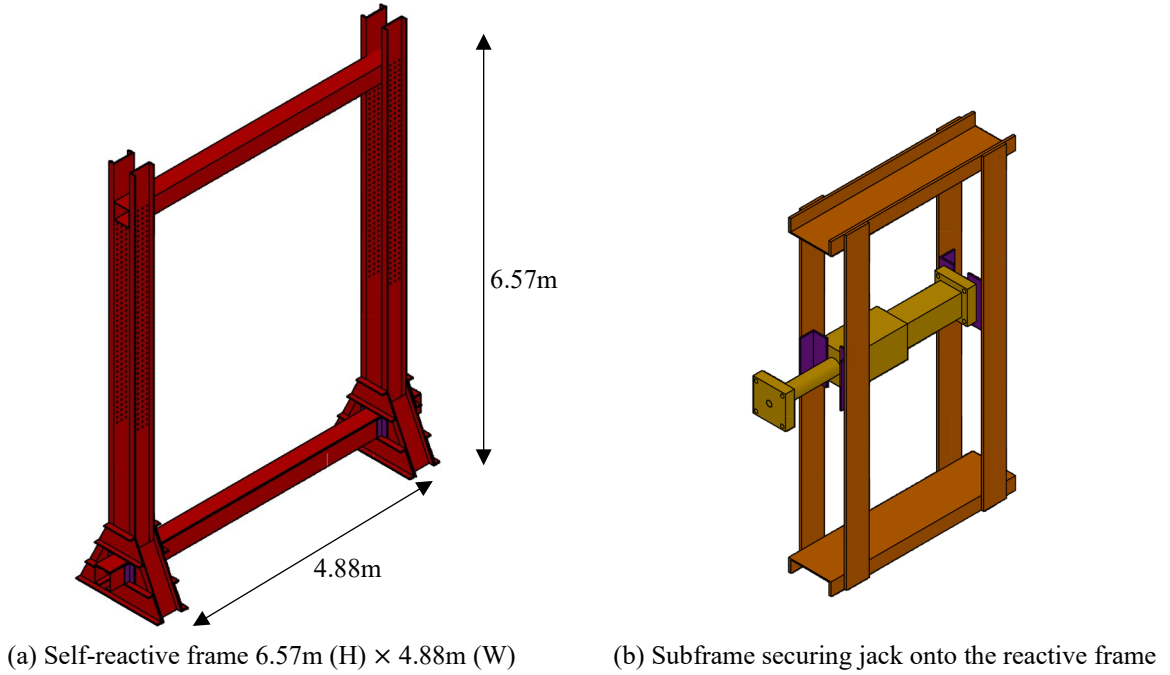 6.57m
4.88m
(a) Self-reactive frame 6.57m (H) × 4.88m (W)
(b) Subframe securing jack onto the reactive frame